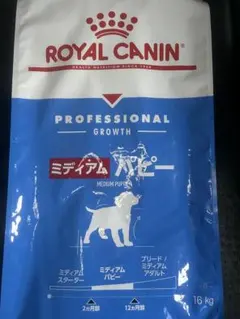 ROYAL CANIN
PROFESSIONAL
GROWTH
ミディアム パピー
MEDIUM PUPPY
ミディアム
スターター
ミディアム
パピー
ブリード/
ミディアム
アダルト
2ヵ月齢
12ヵ月齢
16 kg